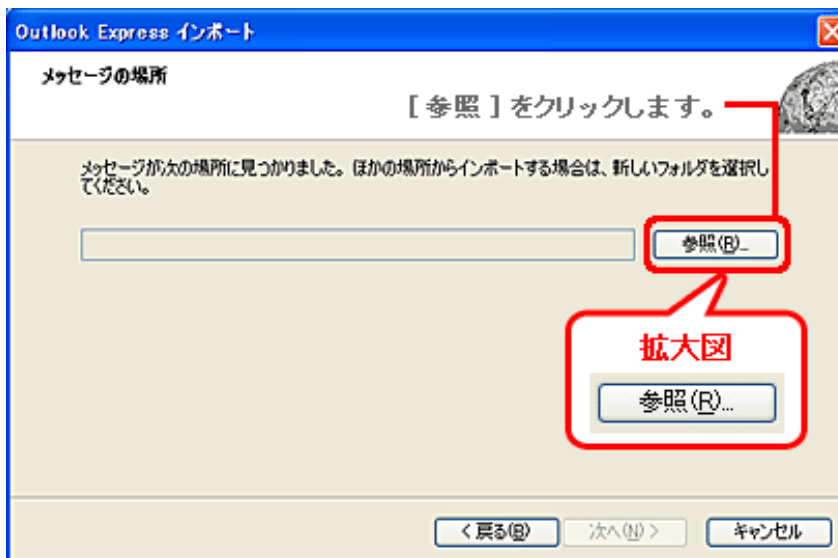 Outlook Express インポート
メッセージの場所
[ 参照 ] をクリックします。
メッセージが次の場所に見つかりました。ほかの場所からインポートする場合は、新しいフォルダを選択し
てください。
参照(R)...
拡大図
参照(R)...
< 戻る(B)
次へ(N) >
キャンセル